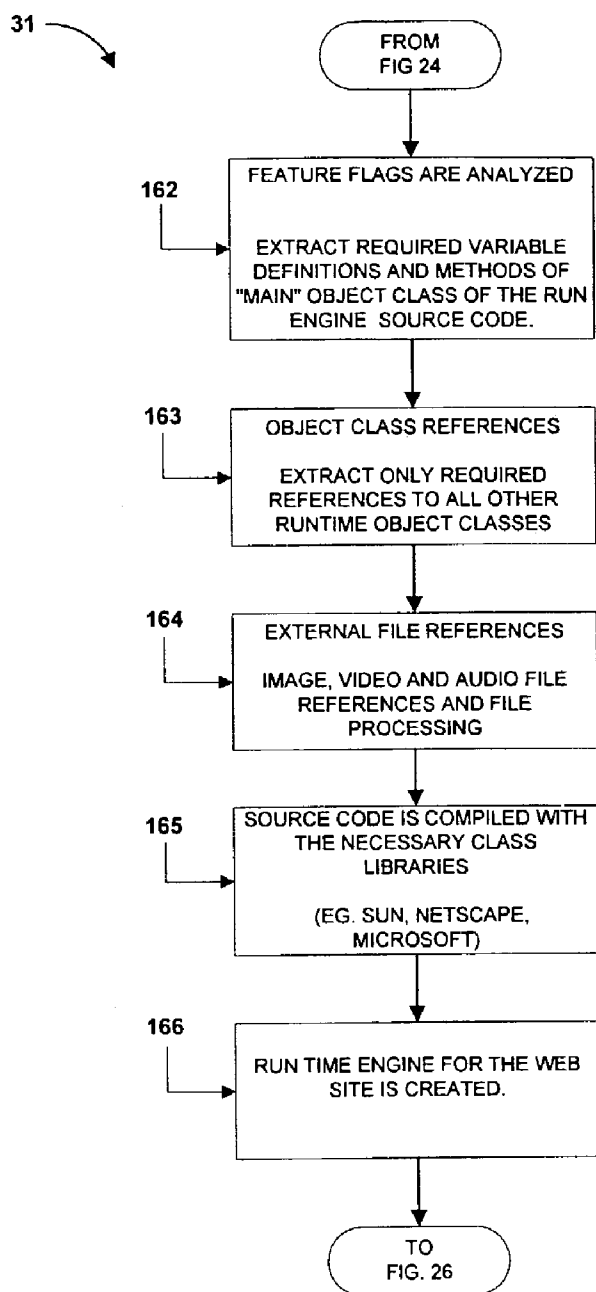 31
FROM
FIG 24
162
FEATURE FLAGS ARE ANALYZED
EXTRACT REQUIRED VARIABLE
DEFINITIONS AND METHODS OF
"MAIN" OBJECT CLASS OF THE RUN
ENGINE SOURCE CODE.
163
OBJECT CLASS REFERENCES
EXTRACT ONLY REQUIRED
REFERENCES TO ALL OTHER
RUNTIME OBJECT CLASSES
164
EXTERNAL FILE REFERENCES
IMAGE, VIDEO AND AUDIO FILE
REFERENCES AND FILE
PROCESSING
165
SOURCE CODE IS COMPILED WITH
THE NECESSARY CLASS
LIBRARIES
(EG. SUN, NETSCAPE,
MICROSOFT)
166
RUN TIME ENGINE FOR THE WEB
SITE IS CREATED.
TO
FIG. 26